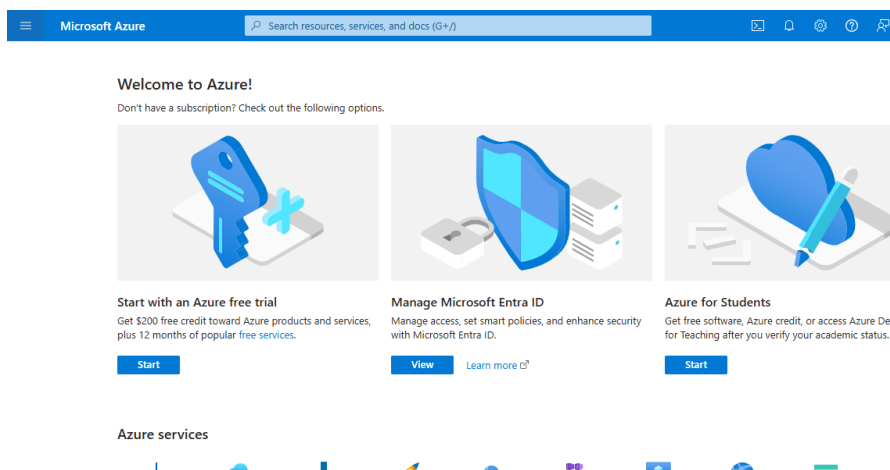 Microsoft Azure
Search resources, services, and docs (G+/)
Welcome to Azure!
Don't have a subscription? Check out the following options.
Start with an Azure free trial
Get $200 free credit toward Azure products and services,
plus 12 months of popular free services.
Start
Manage Microsoft Entra ID
Manage access, set smart policies, and enhance security
with Microsoft Entra ID.
View
Learn more
Azure for Students
Get free software, Azure credit, or access Azure De
for Teaching after you verify your academic status.
Start
Azure services